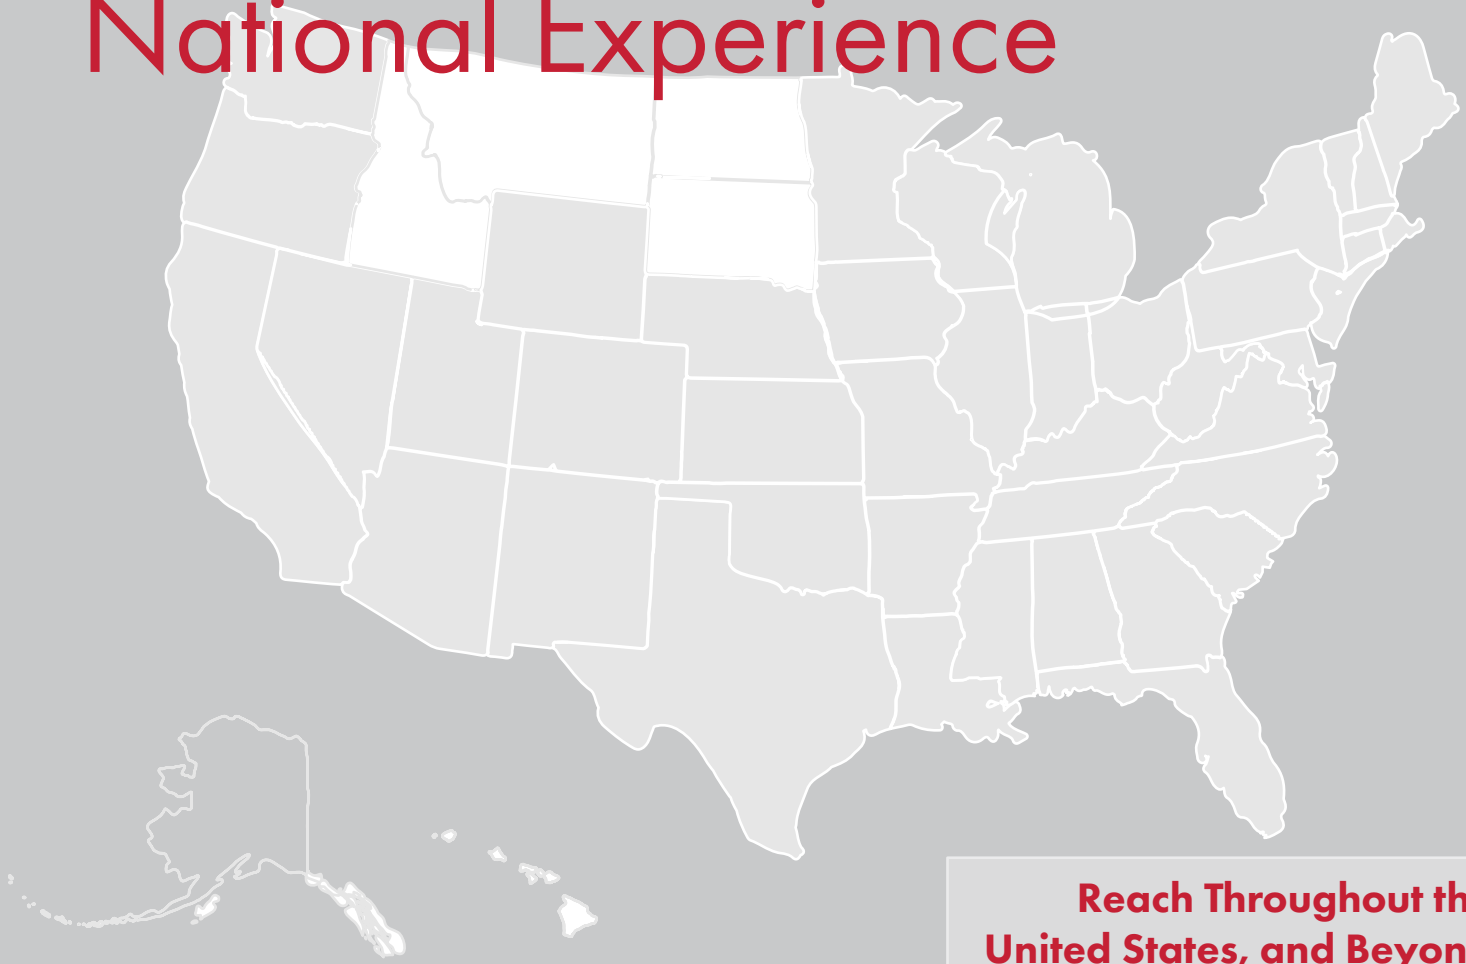 National Experience
Reach Throughout th
United States, and Beyon